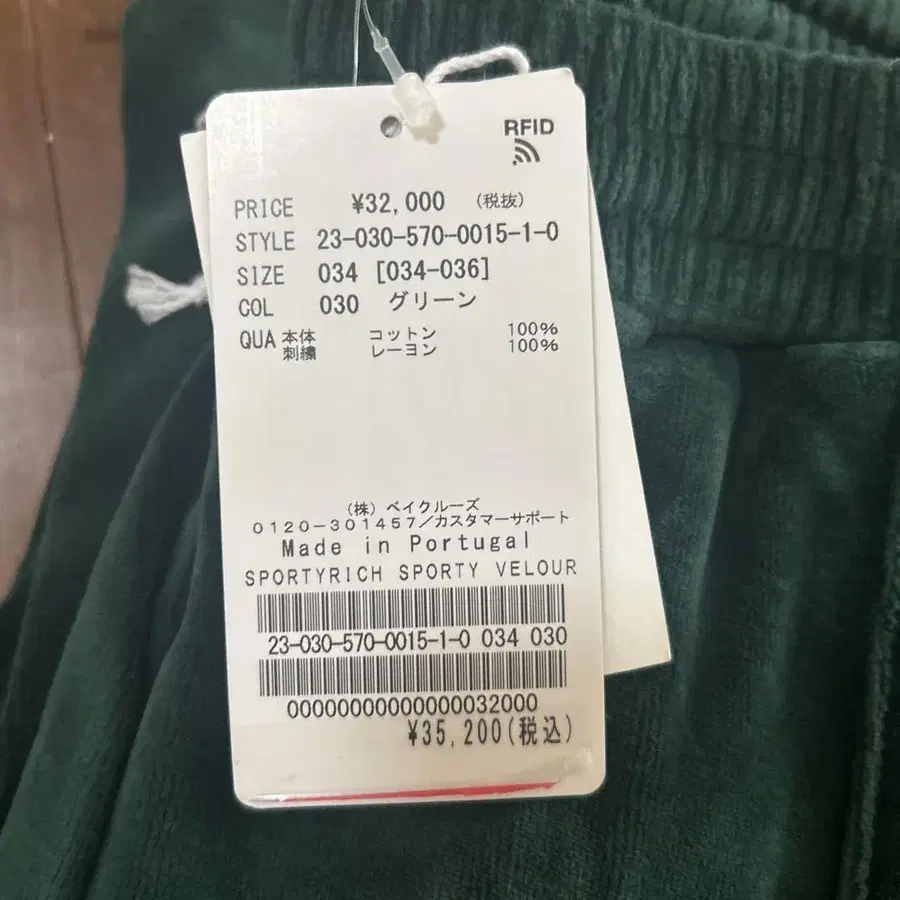 RFID
PRICE ¥32,000 (税抜)
STYLE 23-030-570-0015-1-0
SIZE 034 [034-036]
COL 030 グリーン
QUA 本体 コットン 100%
刺繍 レーヨン 100%
(株) ベイクルーズ
0120-301457/カスタマーサポート
Made in Portugal
SPORTYRICH SPORTY VELOUR
23-030-570-0015-1-0 034 030
00000000000000032000
¥35,200(税込)